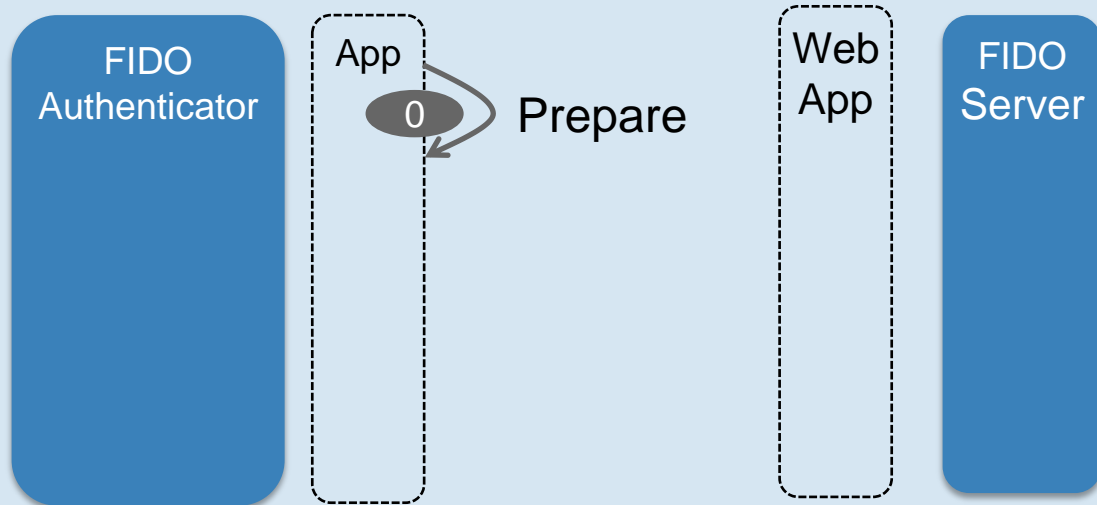 FIDO
Authenticator
App
0
Prepare
Web
App
FIDO
Server